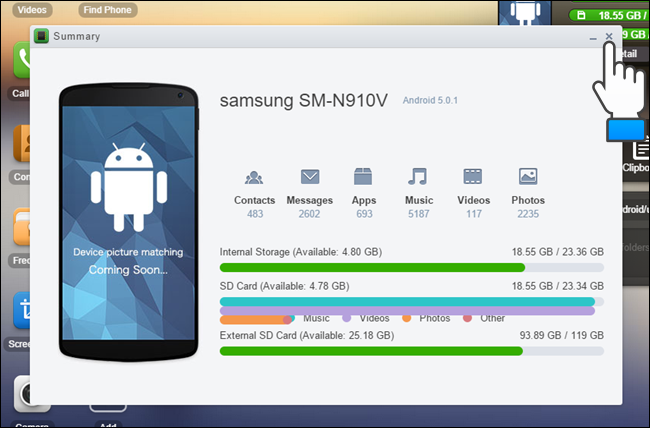 Videos
Find Phone
18.55 GB /
9 GB /
Summary
etail
Call
samsung SM-N910V
Android 5.0.1
Con
Contacts
Messages
Apps
Music
Videos
Photos
483
2602
693
5187
117
2235
Clipbo
ndroid/u
Device picture matching
Coming Soon...
Internal Storage (Available: 4.80 GB)
18.55 GB / 23.36 GB
Freq
folders
SD Card (Available: 4.78 GB)
18.55 GB / 23.34 GB
Music
Videos
Photos
Other
Screen
External SD Card (Available: 25.18 GB)
93.89 GB / 119 GB
Camera
Add